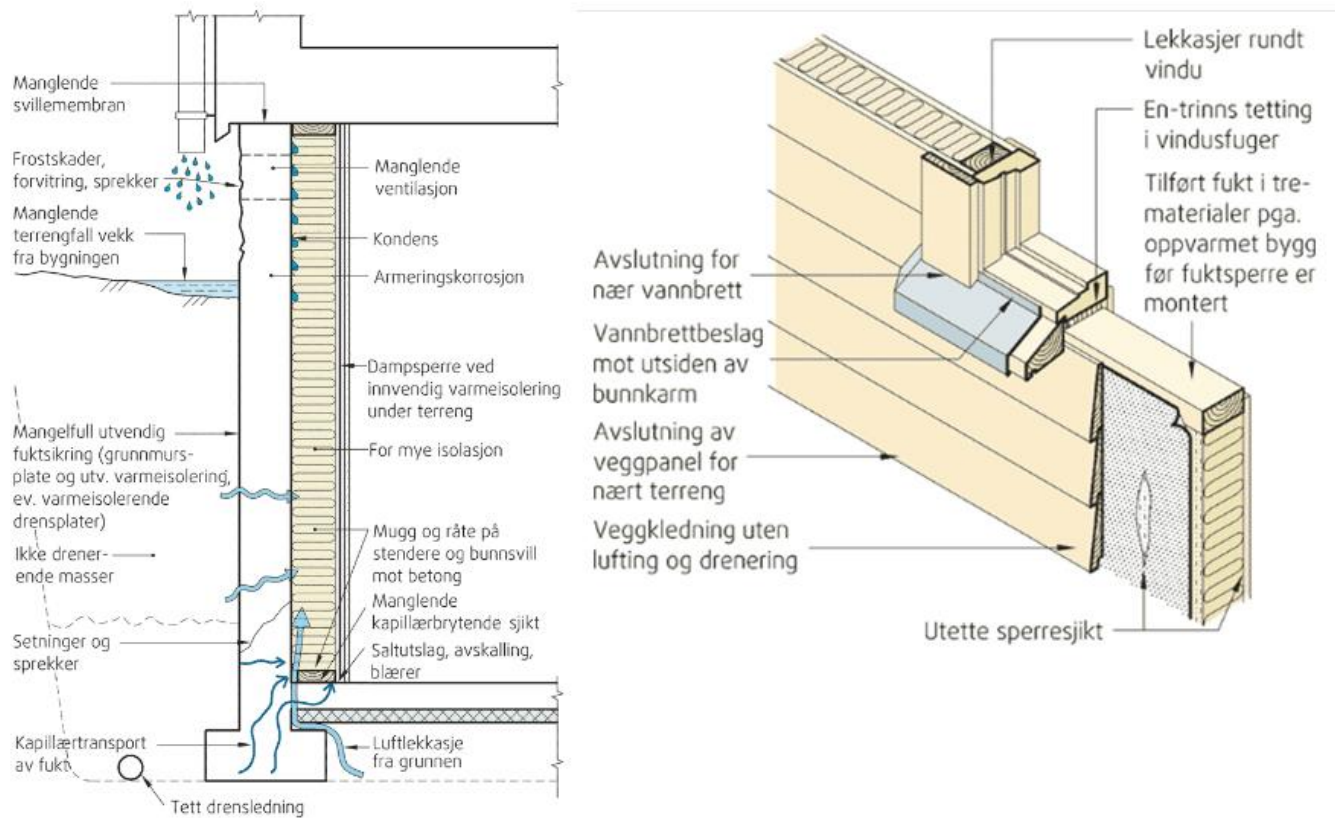 Manglende
svillemembran
Frostskader,
forvitring, sprekker
Manglende
terrengfall vekk
fra bygningen
Mangelfull utvendig
fuktsikring (grunnmurs-
plate og utv. varmeisolering,
ev. varmeisolerende
drensplater)
Ikke drener-
ende masser
Setninger og
sprekker
Kapillærtransport
av fukt
Tett drensledning
Manglende
ventilasjon
Kondens
Armeringskorrosjon
Dampsperre ved
innvendig varmeisolering
under terreng
For mye isolasjon
Mugg og råte på
stendere og bunnsvill
mot betong
Manglende
kapillærbrytende sjikt
Saltutslag, avskalling,
blærer
Luftlekkasje
fra grunnen
Lekkasjer rundt
vindu
En-trinns tetting
i vindusfuger
Tilført fukt i tre-
materialer pga.
oppvarmet bygg
før fuktsperre er
montert
Avslutning for
nær vannbrett
Vannbrettbeslag
mot utsiden av
bunnkarm
Avslutning av
veggpanel for
nært terreng
Veggkledning uten
lufting og drenering
Utette sperresjikt